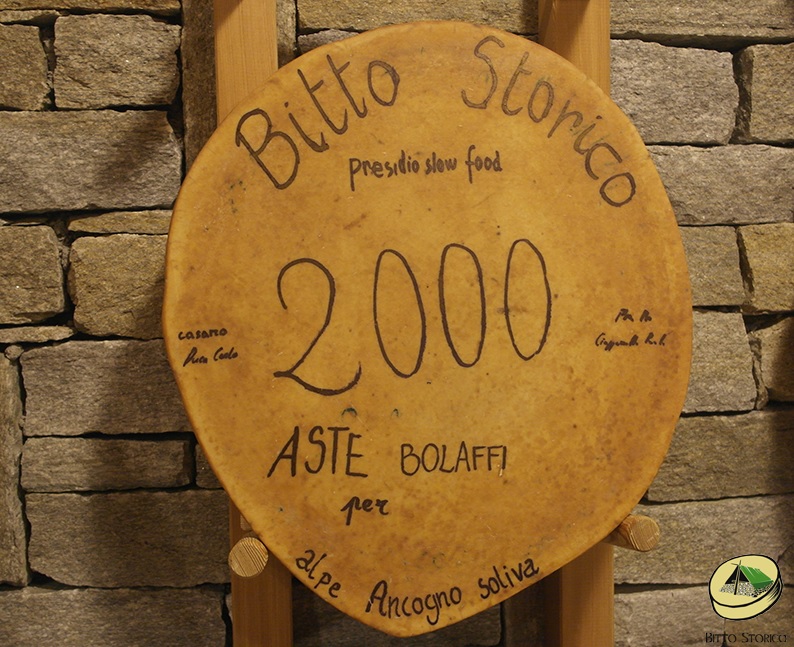 Bitto Storico
presidio slow food
2000
casaro
ASTE BOLAFFI
per
alpe Ancogno soliva
BITTO STORICO